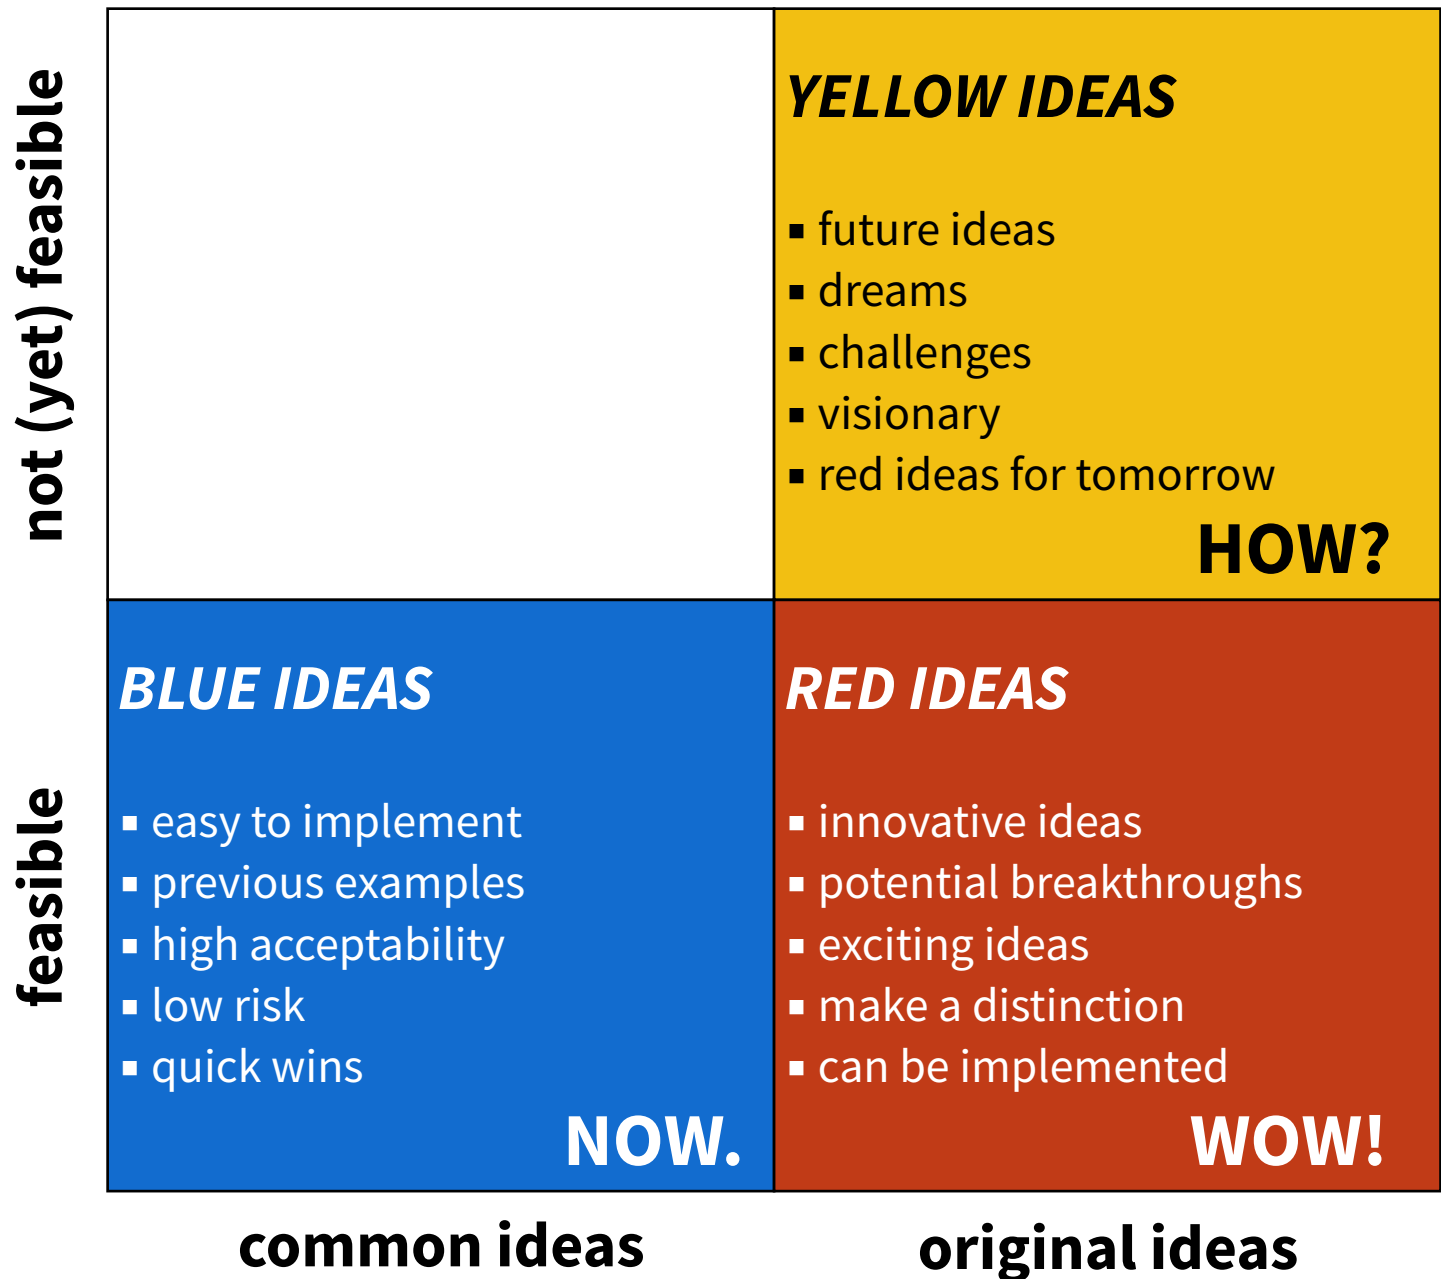 not (yet) feasible
YELLOW IDEAS
▪ future ideas
▪ dreams
▪ challenges
▪ visionary
▪ red ideas for tomorrow
HOW?
feasible
BLUE IDEAS
▪ easy to implement
▪ previous examples
▪ high acceptability
▪ low risk
▪ quick wins
NOW.
RED IDEAS
▪ innovative ideas
▪ potential breakthroughs
▪ exciting ideas
▪ make a distinction
▪ can be implemented
WOW!
common ideas
original ideas